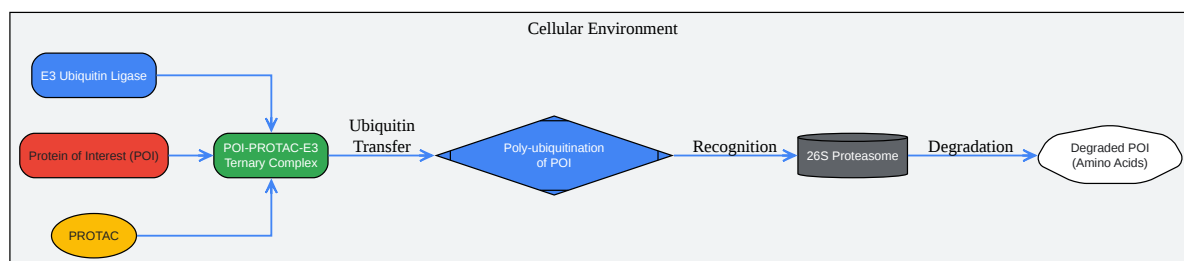 Cellular Environment
E3 Ubiquitin Ligase
Protein of Interest (POI)
PROTAC
POI-PROTAC-E3
Ternary Complex
Ubiquitin
Transfer
Poly-ubiquitination
of POI
Recognition
26S Proteasome
Degradation
Degraded POI
(Amino Acids)